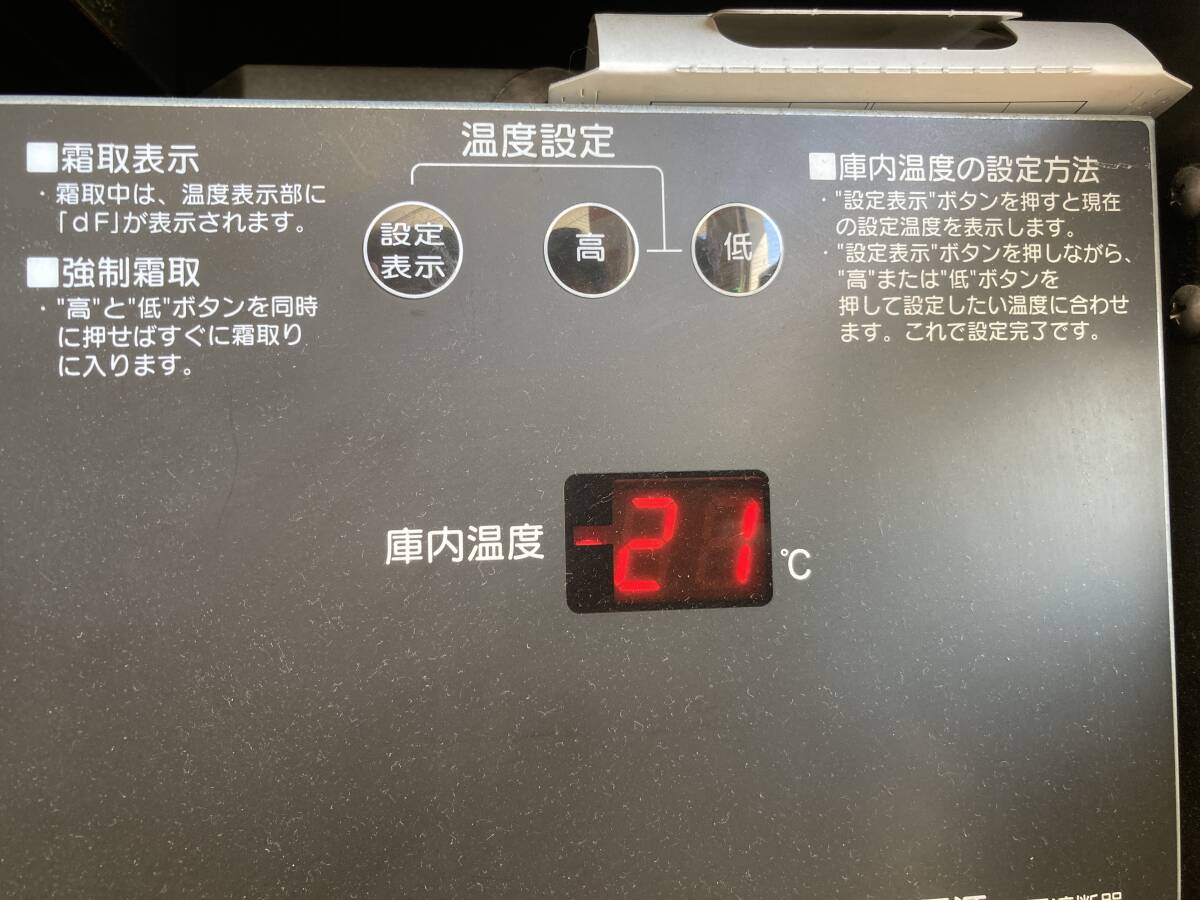 温度設定
■霜取表示
・霜取中は、温度表示部に
「dF」が表示されます。
■強制霜取
・"高"と"低"ボタンを同時
に押せばすぐに霜取り
に入ります。
設定
表示
高
低
■庫内温度の設定方法
・"設定表示"ボタンを押すと現在
の設定温度を表示します。
・"設定表示"ボタンを押しながら、
"高"または"低"ボタンを
押して設定したい温度に合わせ
ます。これで設定完了です。
庫内温度 -21 ℃